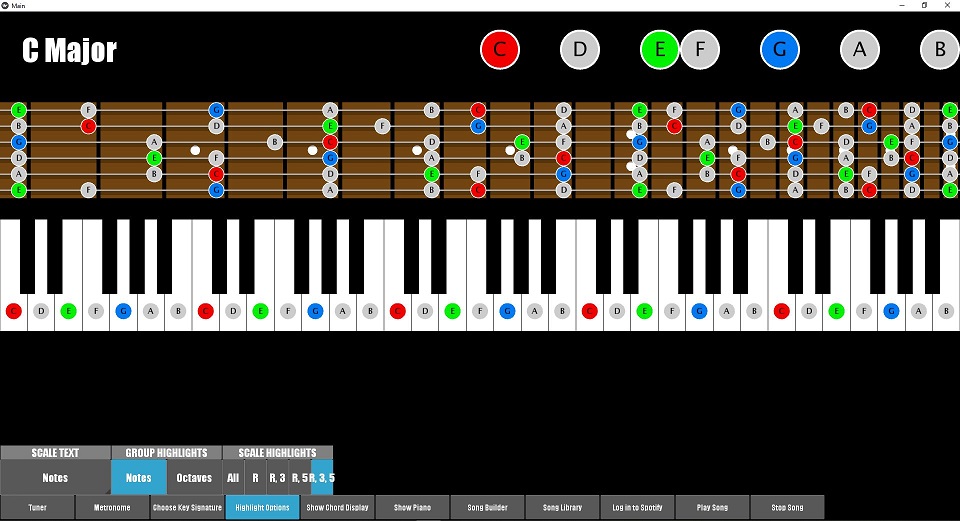 Main
C Major
C D E F G A B
E F G A B C D E F G A B C D E
B C D E F G A B C D E F G A B
G A B C D E F G A B C D E F G
D E F G A B C D E F G A B C D
A B C D E F G A B C D E F G A
E F G A B C D E F G A B C D E
C D E F G A B C D E F G A B C D E F G A B C D E F G A B C D E F G A B
SCALE TEXT GROUP HIGHLIGHTS SCALE HIGHLIGHTS
Notes Notes Octaves All R R, 3 R, 5 R, 3, 5
Tuner Metronome Choose Key Signature Highlight Options Show Chord Display Show Piano Song Builder Song Library Log in to Spotify Play Song Stop Song